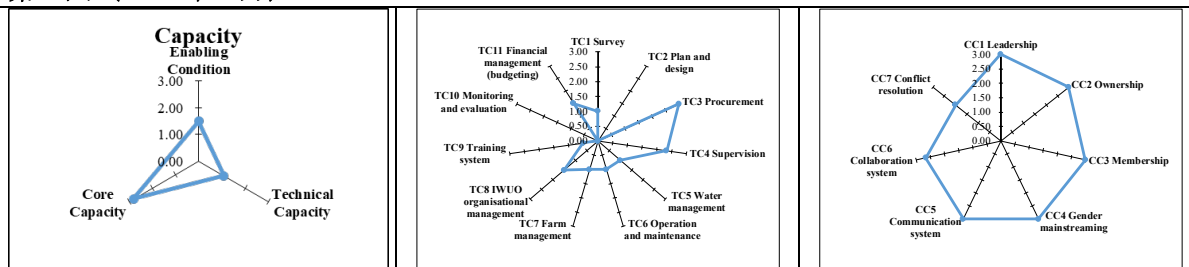 Capacity
Enabling
Condition
3.00
2.00
1.00
0.00
Core
Capacity
Technical
Capacity
TC1 Survey
3.00
2.50
2.00
1.50
1.00
0.50
0.00
TC2 Plan and
design
TC3 Procurement
TC4 Supervision
TC5 Water
management
TC6 Operation
and maintenance
TC7 Farm
management
TC8 IWUO
organisational
management
TC9 Training
system
TC10 Monitoring
and evaluation
TC11 Financial
management
(budgeting)
CC1 Leadership
3.00
2.50
2.00
1.50
1.00
0.50
0.00
CC2 Ownership
CC3 Membership
CC4 Gender
mainstreaming
CC5
Communication
system
CC6
Collaboration
system
CC7 Conflict
resolution